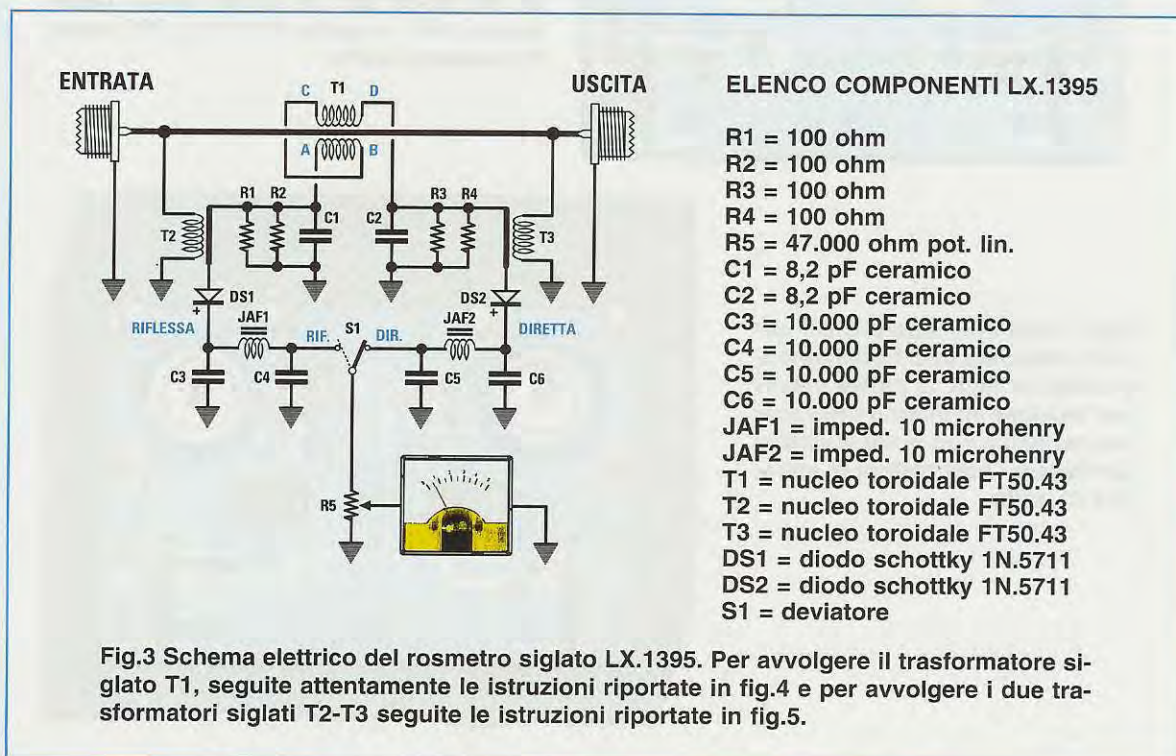 ENTRATA
C T1 D
USCITA
A B
R1 R2
C1
C2
R3 R4
T2
T3
DS1
+
RIFLESSA
JAF1
RIF.
S1
DIR.
JAF2
DS2
+
DIRETTA
C3
C4
C5
C6
R5
ELENCO COMPONENTI LX.1395
R1 = 100 ohm
R2 = 100 ohm
R3 = 100 ohm
R4 = 100 ohm
R5 = 47.000 ohm pot. lin.
C1 = 8,2 pF ceramico
C2 = 8,2 pF ceramico
C3 = 10.000 pF ceramico
C4 = 10.000 pF ceramico
C5 = 10.000 pF ceramico
C6 = 10.000 pF ceramico
JAF1 = imped. 10 microhenry
JAF2 = imped. 10 microhenry
T1 = nucleo toroidale FT50.43
T2 = nucleo toroidale FT50.43
T3 = nucleo toroidale FT50.43
DS1 = diodo schottky 1N.5711
DS2 = diodo schottky 1N.5711
S1 = deviatore
Fig.3 Schema elettrico del rosmetro siglato LX.1395. Per avvolgere il trasformatore si-
glato T1, seguite attentamente le istruzioni riportate in fig.4 e per avvolgere i due tra-
sformatori siglati T2-T3 seguite le istruzioni riportate in fig.5.